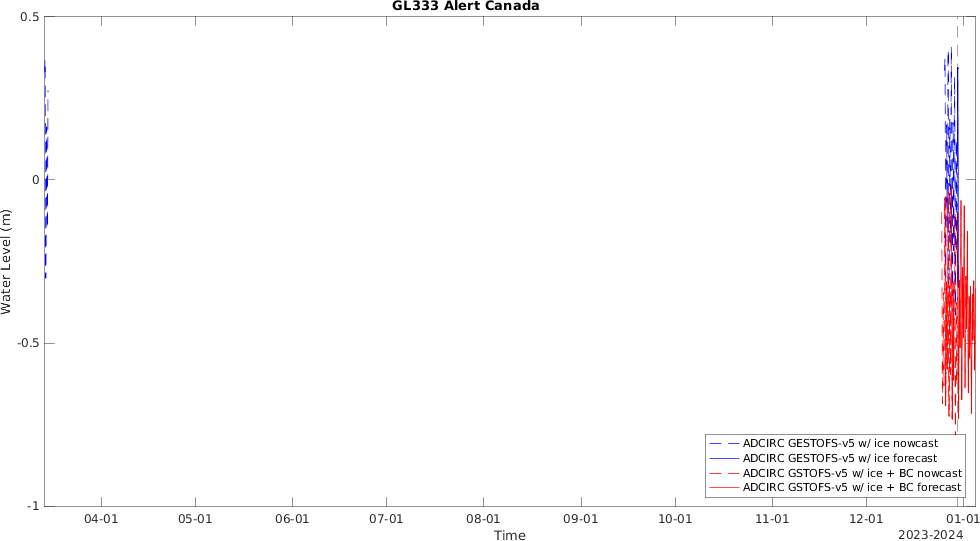 GL333 Alert Canada
0.5
0
-0.5
-1
Water Level (m)
04-01 05-01 06-01 07-01 08-01 09-01 10-01 11-01 12-01 01-01
Time
2023-2024
ADCIRC GESTOFS-v5 w/ ice nowcast
ADCIRC GESTOFS-v5 w/ ice forecast
ADCIRC GSTOFS-v5 w/ ice + BC nowcast
ADCIRC GSTOFS-v5 w/ ice + BC forecast